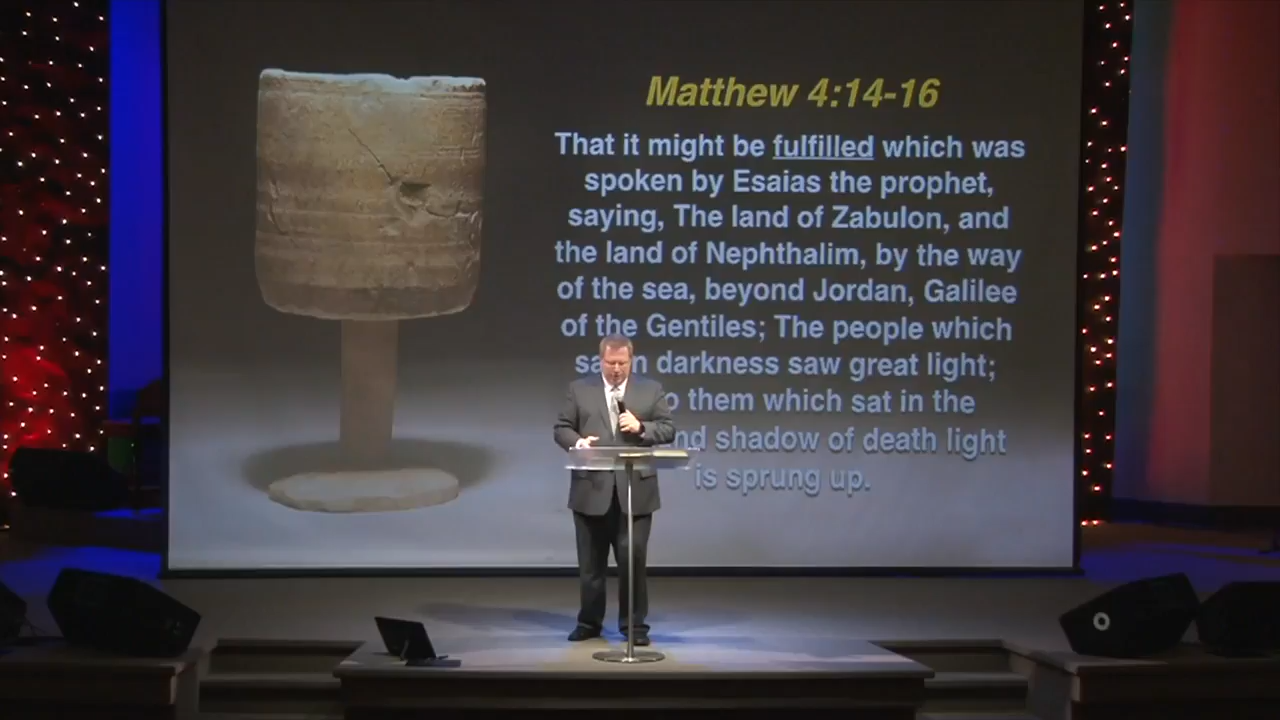 Matthew 4:14-16
That it might be fulfilled which was
spoken by Esaias the prophet,
saying, The land of Zabulon, and
the land of Nephthalim, by the way
of the sea, beyond Jordan, Galilee
of the Gentiles; The people which
darkness saw great light;
them which sat in the
shadow of death light
is sprung up.